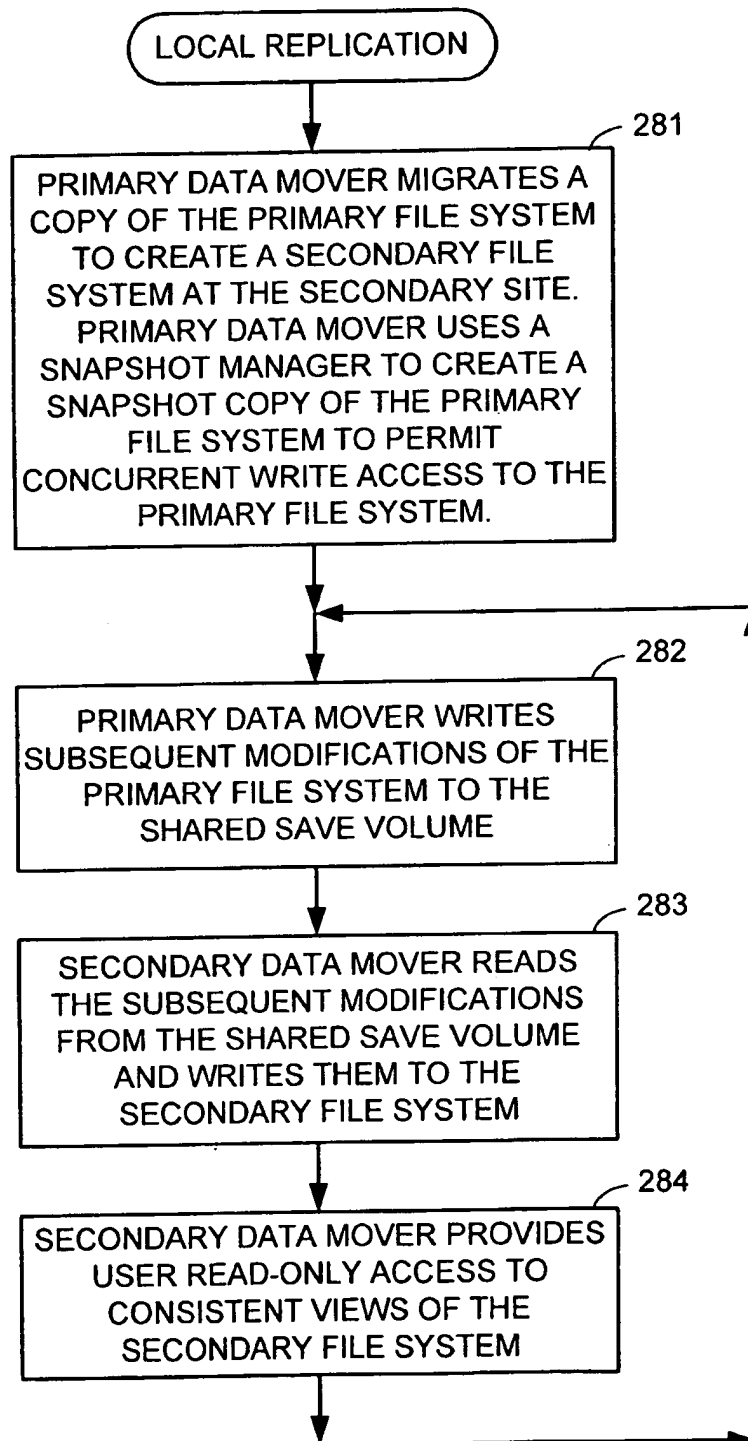 LOCAL REPLICATION
281
PRIMARY DATA MOVER MIGRATES A
COPY OF THE PRIMARY FILE SYSTEM
TO CREATE A SECONDARY FILE
SYSTEM AT THE SECONDARY SITE.
PRIMARY DATA MOVER USES A
SNAPSHOT MANAGER TO CREATE A
SNAPSHOT COPY OF THE PRIMARY
FILE SYSTEM TO PERMIT
CONCURRENT WRITE ACCESS TO THE
PRIMARY FILE SYSTEM.
282
PRIMARY DATA MOVER WRITES
SUBSEQUENT MODIFICATIONS OF THE
PRIMARY FILE SYSTEM TO THE
SHARED SAVE VOLUME
283
SECONDARY DATA MOVER READS
THE SUBSEQUENT MODIFICATIONS
FROM THE SHARED SAVE VOLUME
AND WRITES THEM TO THE
SECONDARY FILE SYSTEM
284
SECONDARY DATA MOVER PROVIDES
USER READ-ONLY ACCESS TO
CONSISTENT VIEWS OF THE
SECONDARY FILE SYSTEM